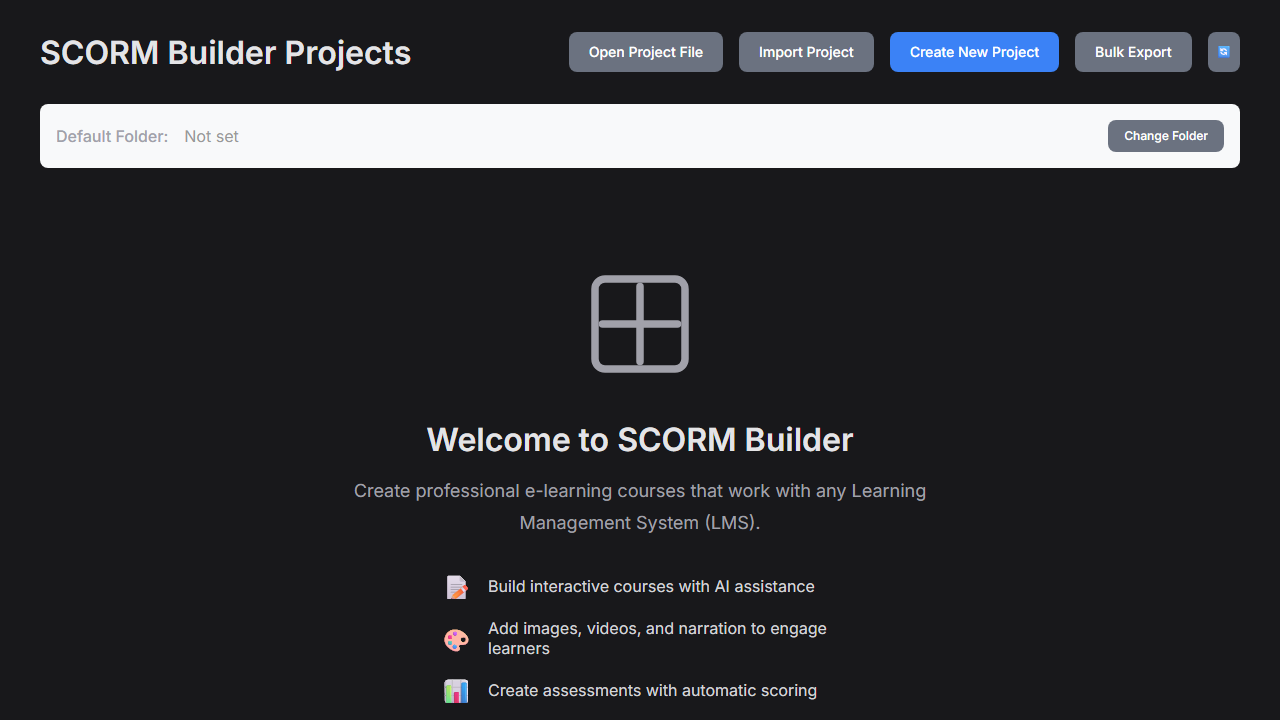 SCORM Builder Projects
Open Project File
Import Project
Create New Project
Bulk Export
Default Folder: Not set
Change Folder
Welcome to SCORM Builder
Create professional e-learning courses that work with any Learning
Management System (LMS).
Build interactive courses with AI assistance
Add images, videos, and narration to engage
learners
Create assessments with automatic scoring